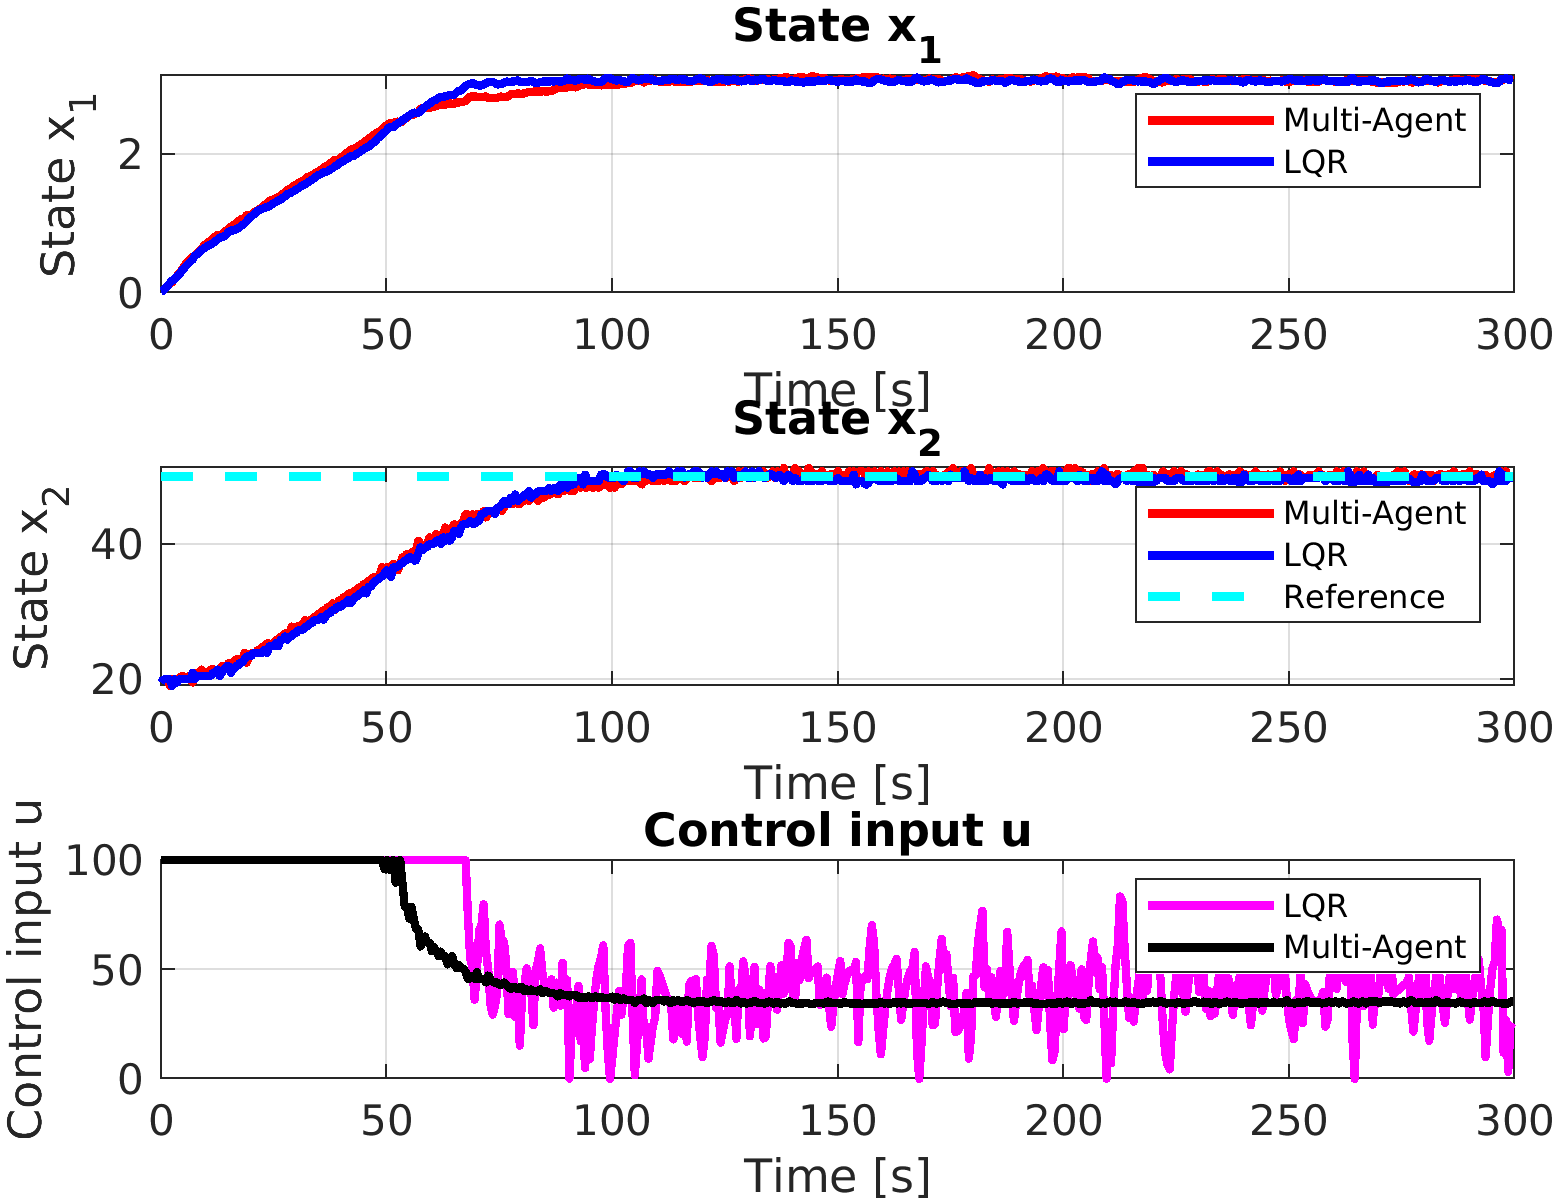 State x1
State x1
2
0
Multi-Agent
LQR
0 50 100 150 200 250 300
Time [s]
State x2
State x2
40
20
Multi-Agent
LQR
Reference
0 50 100 150 200 250 300
Time [s]
Control input u
Control input u
100
50
0
LQR
Multi-Agent
0 50 100 150 200 250 300
Time [s]